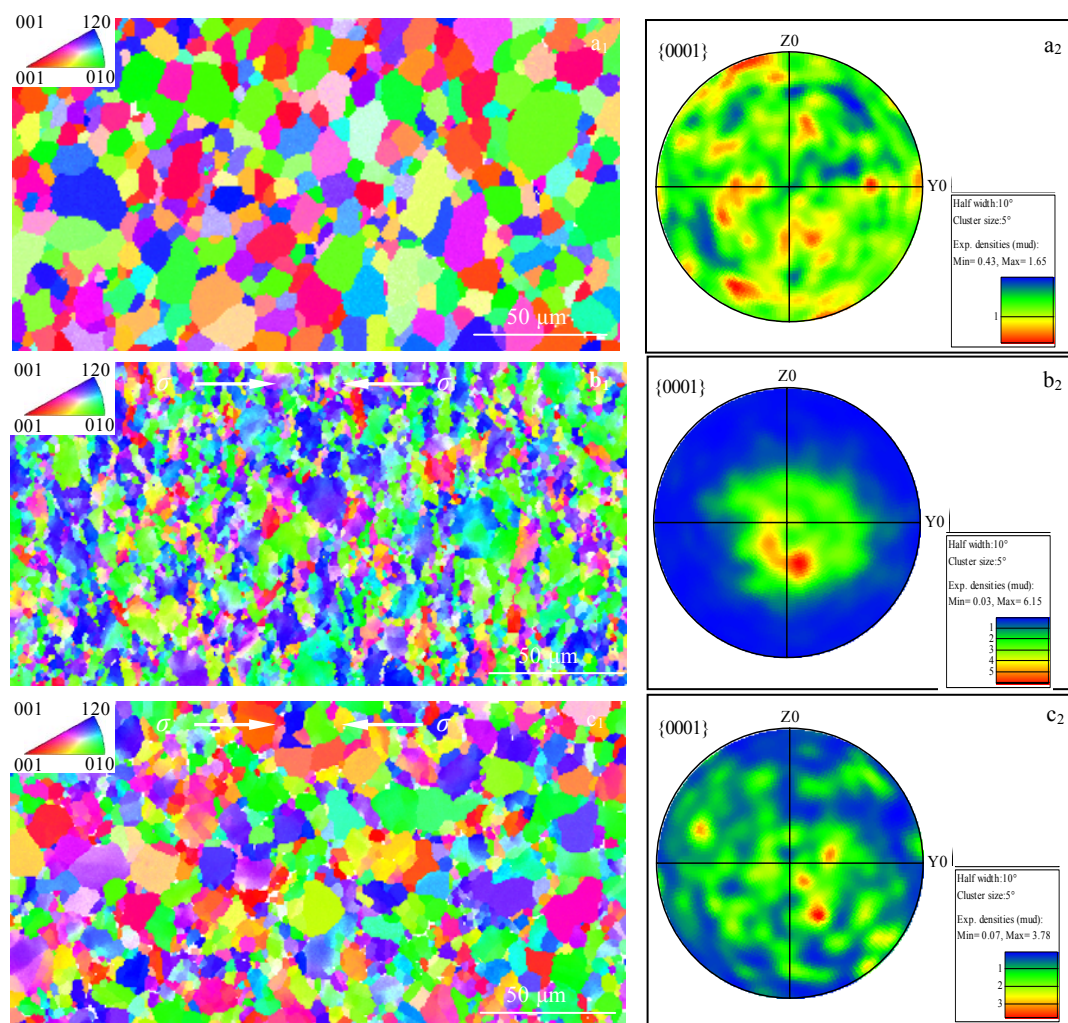 001 120
001 010
a1
50 μm
{0001}
Z0
a2
Y0
Half width:10°
Cluster size:5°
Exp. densities (mud):
Min= 0.43, Max= 1.65
1
001 120
001 010
σ σ
b1
50 μm
{0001}
Z0
b2
Y0
Half width:10°
Cluster size:5°
Exp. densities (mud):
Min= 0.03, Max= 6.15
1
2
3
4
5
001 120
001 010
σ σ
c1
50 μm
{0001}
Z0
c2
Y0
Half width:10°
Cluster size:5°
Exp. densities (mud):
Min= 0.07, Max= 3.78
1
2
3